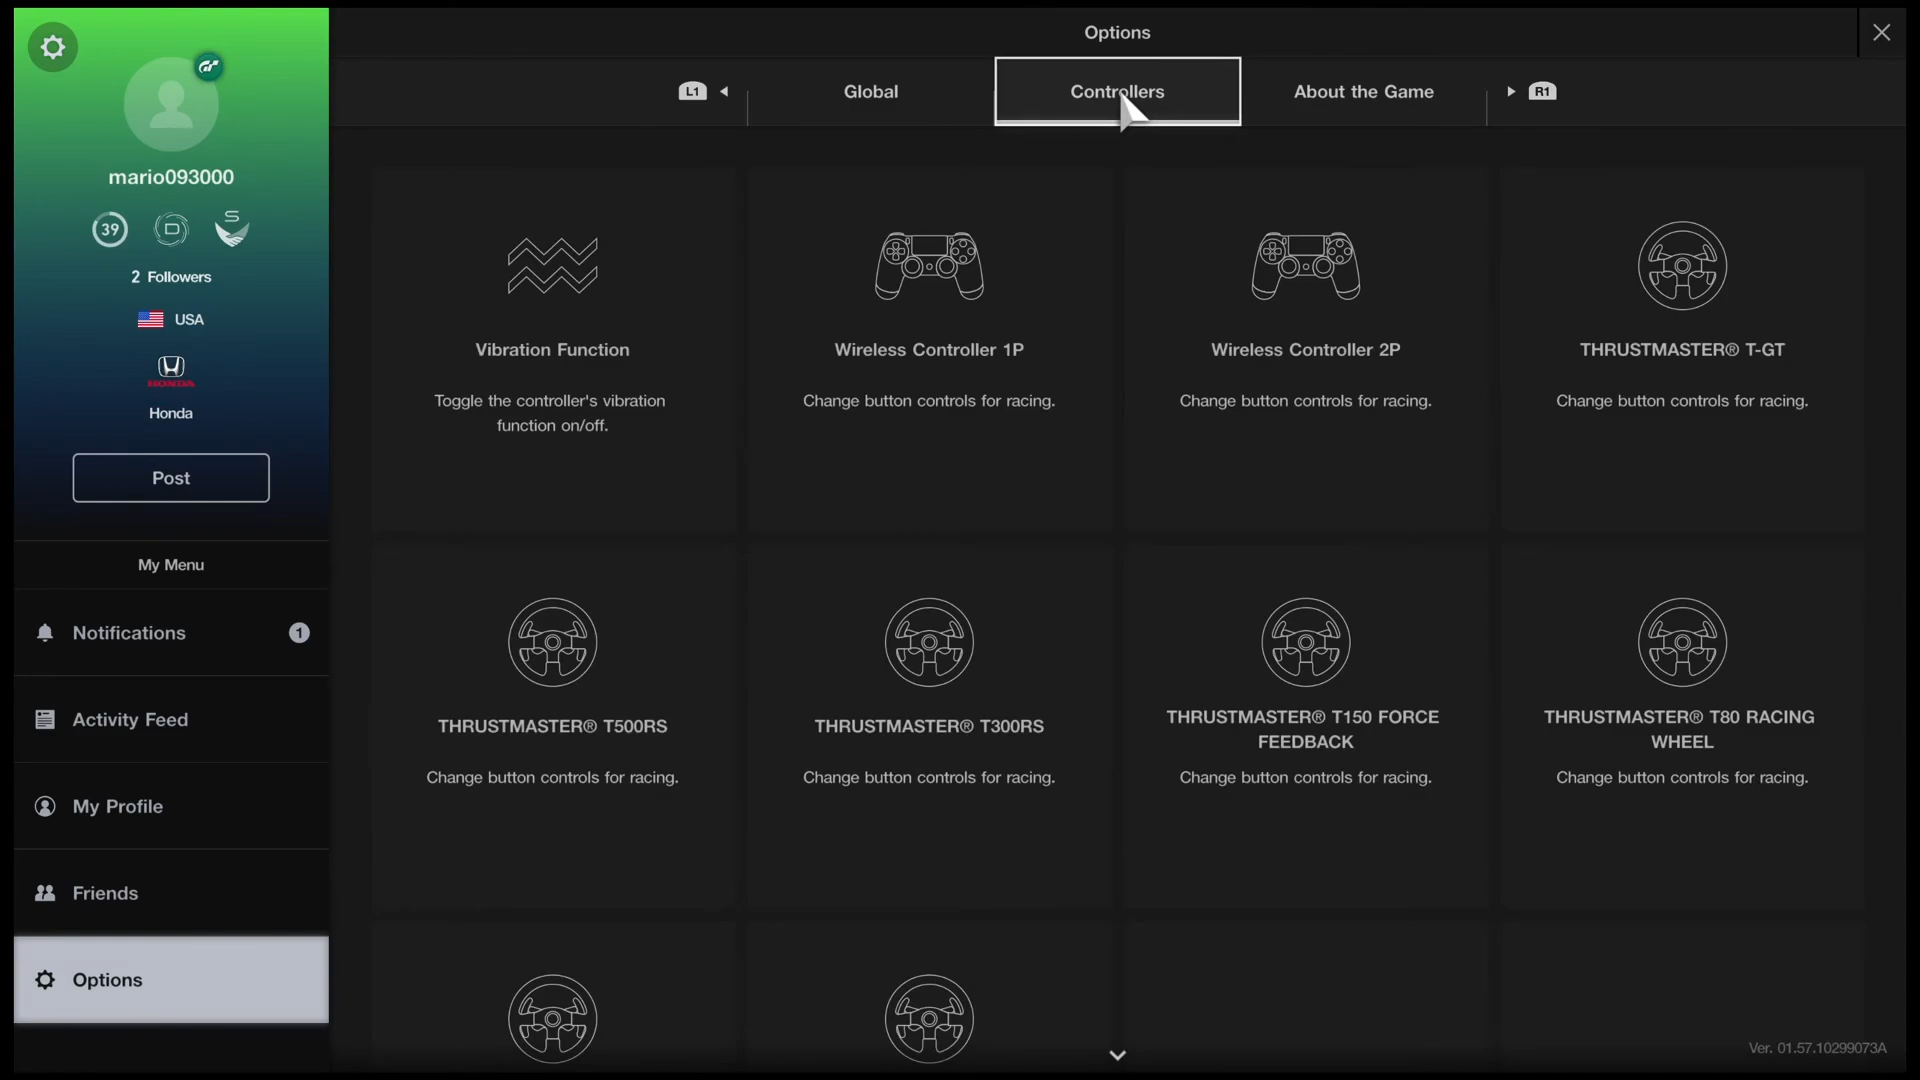 mario093000
39
D
S
2 Followers
USA
HONDA
Honda
Post
My Menu
Notifications 1
Activity Feed
My Profile
Friends
Options
Options
L1 Global Controllers About the Game R1
Vibration Function
Toggle the controller's vibration
function on/off.
Wireless Controller 1P
Change button controls for racing.
Wireless Controller 2P
Change button controls for racing.
THRUSTMASTER® T-GT
Change button controls for racing.
THRUSTMASTER® T500RS
Change button controls for racing.
THRUSTMASTER® T300RS
Change button controls for racing.
THRUSTMASTER® T150 FORCE
FEEDBACK
Change button controls for racing.
THRUSTMASTER® T80 RACING
WHEEL
Change button controls for racing.
Ver. 01.57.10299073A